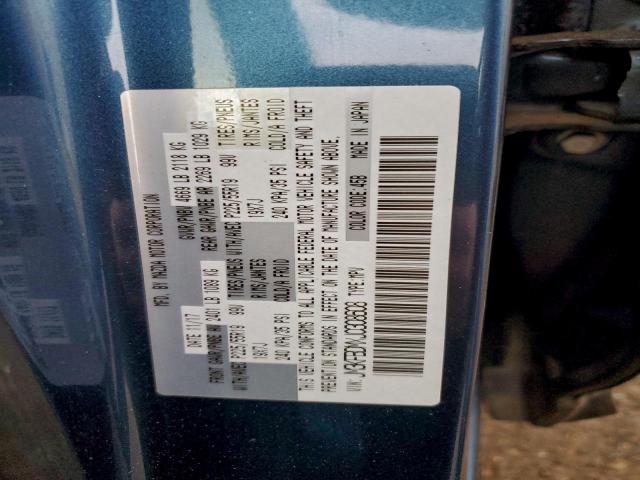 MFD. BY MAZDA MOTOR CORPORATION
DATE 11/17 GVWR/PNBV 4669 LB 2118 KG
FRONT GAWR/PNBE AV 2401 LB 1089 KG REAR GAWR/PNBE AR 2269 LB 1029 KG
WITH/AVEC P225/55R19 99V TIRES/PNEUS WITH/AVEC P225/55R19 99V TIRES/PNEUS
19X7J RIMS/JANTES 19X7J RIMS/JANTES
240 KPA/35 PSI COLD/A FROID 240 KPA/35 PSI COLD/A FROID
THIS VEHICLE CONFORMS TO ALL APPLICABLE FEDERAL MOTOR VEHICLE SAFETY AND THEFT
PREVENTION STANDARDS IN EFFECT ON THE DATE OF MANUFACTURE SHOWN ABOVE.
VIN: TYPE: MPV
COLOR CODE:45B MADE IN JAPAN